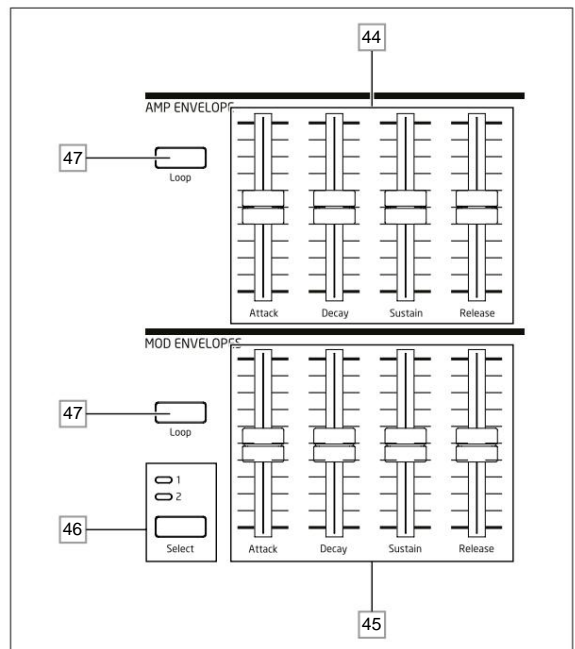 44
AMP ENVELOPE
47
Loop
Attack Decay Sustain Release
MOD ENVELOPES
47
Loop
1
2
46
Select
Attack Decay Sustain Release
45